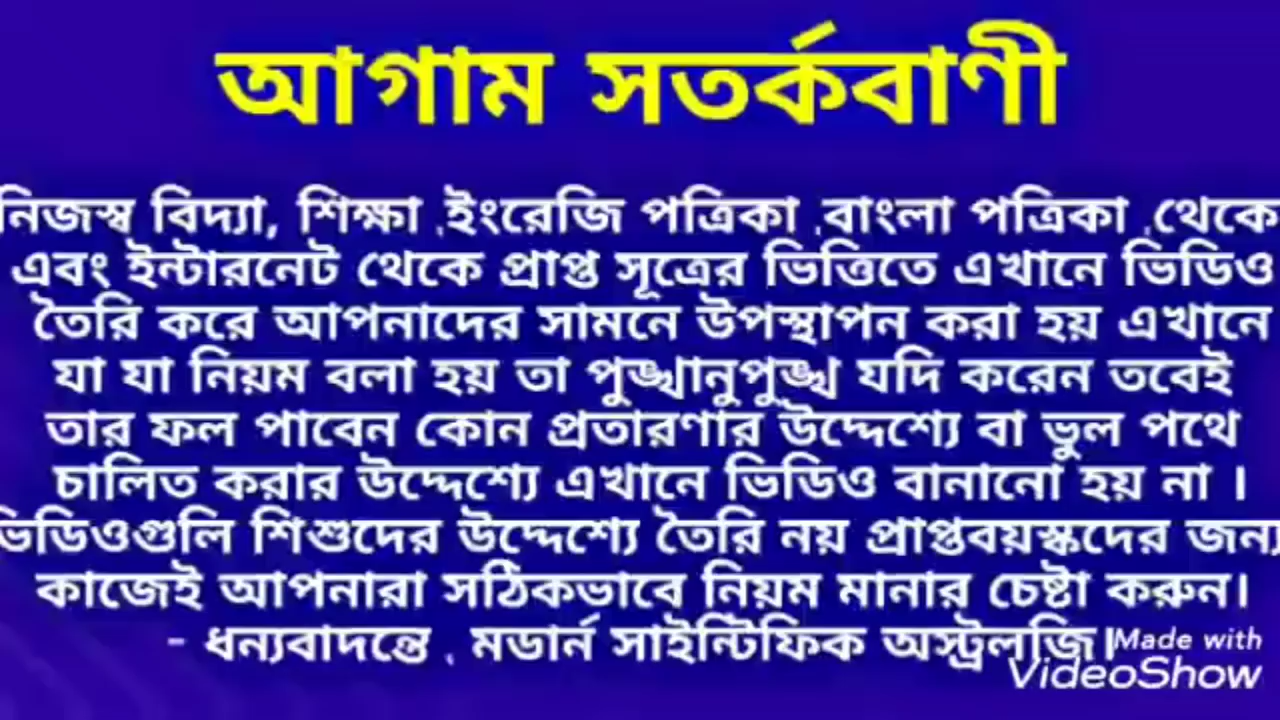 আগাম সতর্কবাণী
নিজস্ব বিদ্যা, শিক্ষা ,ইংরেজি পত্রিকা ,বাংলা পত্রিকা ,থেকে
এবং ইন্টারনেট থেকে প্রাপ্ত সূত্রের ভিত্তিতে এখানে ভিডিও
তৈরি করে আপনাদের সামনে উপস্থাপন করা হয় এখানে
যা যা নিয়ম বলা হয় তা পুঙ্খানুপুঙ্খ যদি করেন তবেই
তার ফল পাবেন কোন প্রতারণার উদ্দেশ্যে বা ভুল পথে
চালিত করার উদ্দেশ্যে এখানে ভিডিও বানানো হয় না ।
ভিডিওগুলি শিশুদের উদ্দেশ্যে তৈরি নয় প্রাপ্তবয়স্কদের জন্য
কাজেই আপনারা সঠিকভাবে নিয়ম মানার চেষ্টা করুন।
- ধন্যবাদন্তে , মডার্ন সাইন্টিফিক অস্ট্রলজি।
Made with
VideoShow